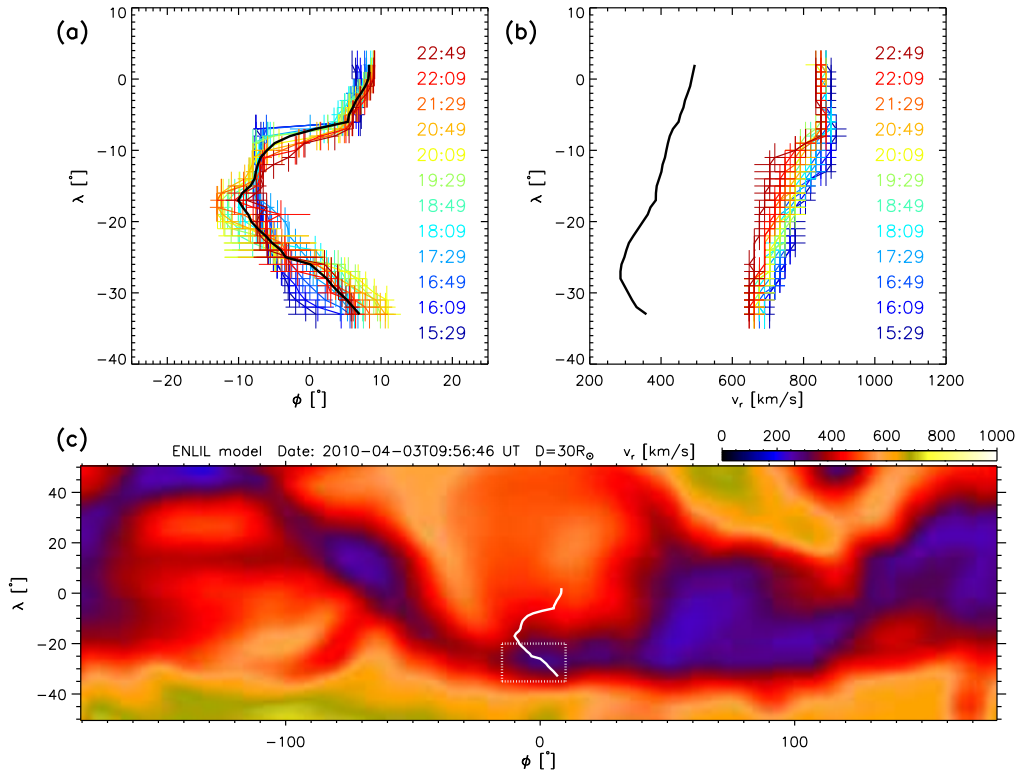 (a)
10
0
−10
−20
−30
−40
λ [°]
−20 −10 0 10 20
φ [°]
22:49
22:09
21:29
20:49
20:09
19:29
18:49
18:09
17:29
16:49
16:09
15:29
(b)
10
0
−10
−20
−30
−40
λ [°]
200 400 600 800 1000 1200
v_r [km/s]
22:49
22:09
21:29
20:49
20:09
19:29
18:49
18:09
17:29
16:49
16:09
15:29
(c)
ENLIL model Date: 2010−04−03T09:56:46 UT D=30R☉ v_r [km/s]
0 200 400 600 800 1000
40
20
0
−20
−40
λ [°]
−100 0 100
φ [°]